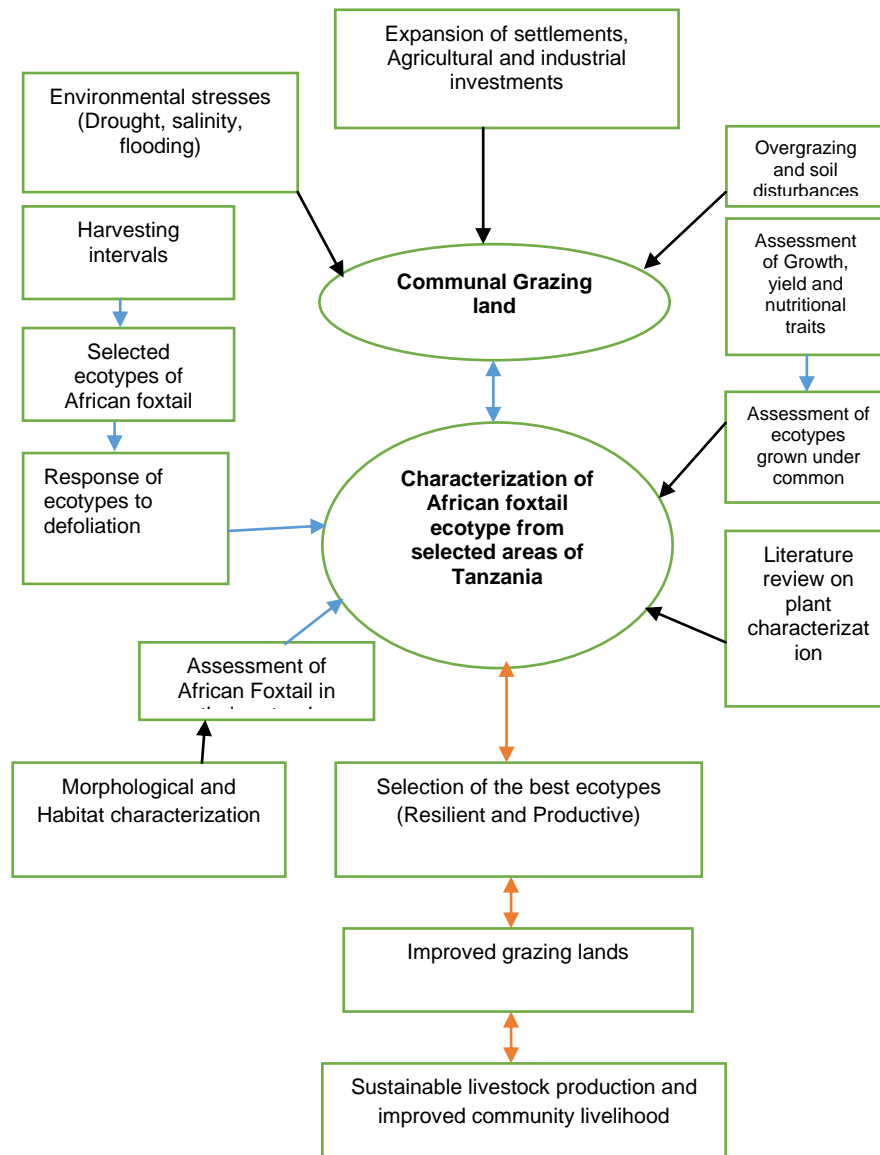 Expansion of settlements,
Agricultural and industrial
investments
Environmental stresses
(Drought, salinity,
flooding)
Overgrazing
and soil
disturbances
Harvesting
intervals
Assessment
of Growth,
yield and
nutritional
traits
Communal Grazing
land
Selected
ecotypes of
African foxtail
Assessment of
ecotypes
grown under
common
Response of
ecotypes to
defoliation
Characterization of
African foxtail
ecotype from
selected areas of
Tanzania
Literature
review on
plant
characterizat
ion
Assessment of
African Foxtail in
Morphological and
Habitat characterization
Selection of the best ecotypes
(Resilient and Productive)
Improved grazing lands
Sustainable livestock production and
improved community livelihood